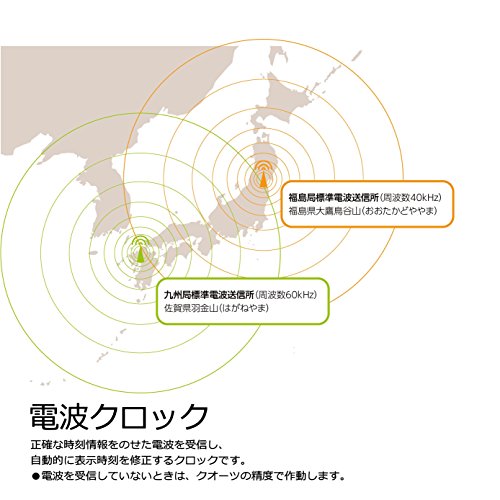 福島局標準電波送信所(周波数40kHz)
福島県大鷹鳥谷山(おおたかどややま)
九州局標準電波送信所(周波数60kHz)
佐賀県羽金山(はがねやま)
電波クロック
正確な時刻情報をのせた電波を受信し、
自動的に表示時刻を修正するクロックです。
●電波を受信していないときは、クオーツの精度で作動します。